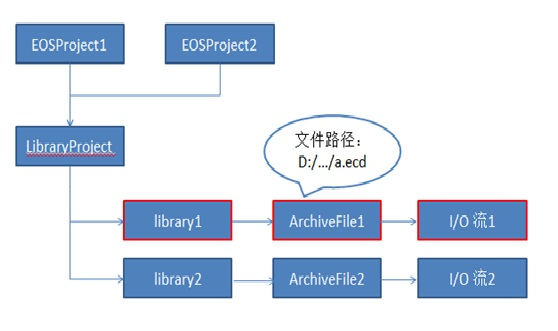 EOSProject1
EOSProject2
LibraryProject
文件路径：
D:/.../a.ecd
library1
ArchiveFile1
I/O 流1
library2
ArchiveFile2
I/O 流2